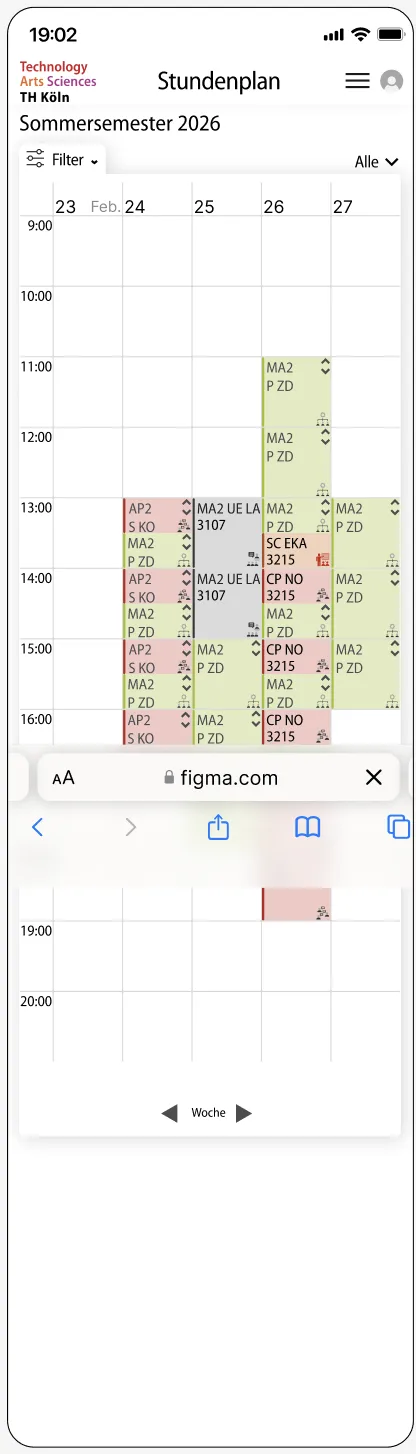 19:02
Technology
Arts Sciences
TH Köln
Stundenplan
Sommersemester 2026
Filter
Alle
23 Feb. 24 25 26 27
9:00
10:00
11:00
MA2
P ZD
12:00
MA2
P ZD
13:00
AP2
S KO
MA2
P ZD
MA2 UE LA
3107
MA2
P ZD
SC EKA
3215
MA2
P ZD
14:00
AP2
S KO
MA2
P ZD
MA2 UE LA
3107
CP NO
3215
MA2
P ZD
MA2
P ZD
15:00
AP2
S KO
MA2
P ZD
MA2
P ZD
CP NO
3215
MA2
P ZD
MA2
P ZD
16:00
AP2
S KO
MA2
P ZD
CP NO
3215
AA figma.com
19:00
20:00
Woche